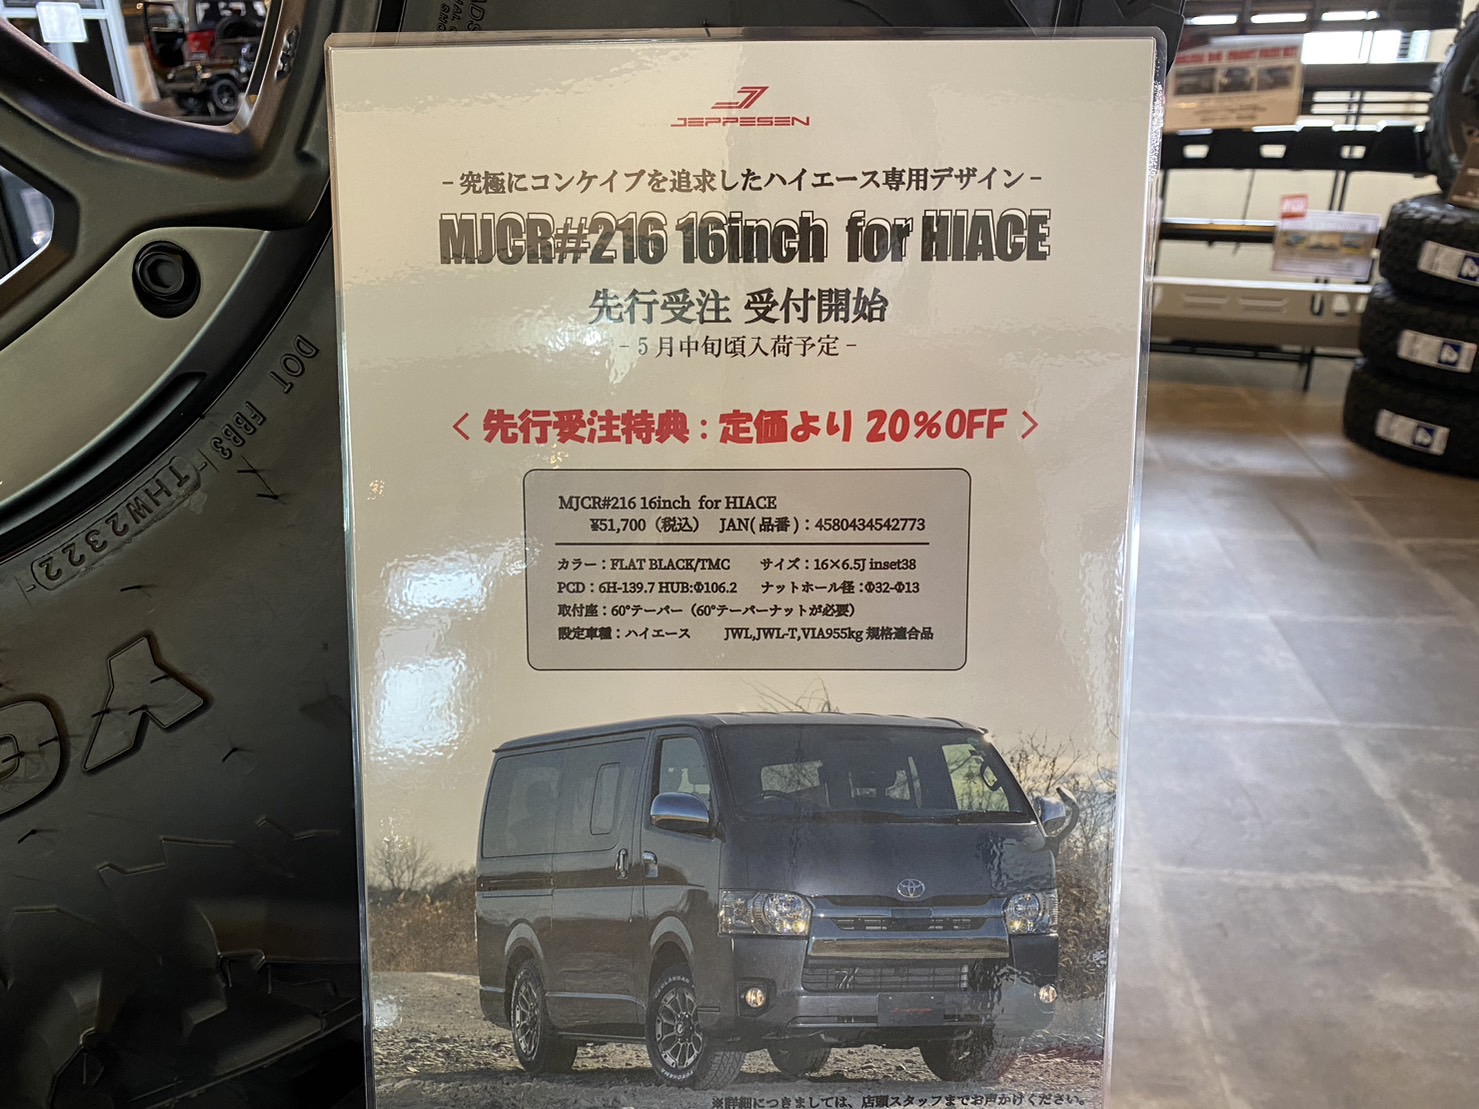 JEPPESEN
-究極にコンケイブを追求したハイエース専用デザイン-
MJCR#216 16inch for HIACE
先行受注 受付開始
-5月中旬頃入荷予定-
<先行受注特典:定価より20%OFF>
MJCR#216 16inch for HIACE
¥51,700(税込) JAN(品番):4580434542773
カラー:FLAT BLACK/TMC サイズ:16×6.5J inset38
PCD:6H-139.7 HUB:Φ106.2 ナットホール径:Φ32-Φ13
取付座:60°テーパー(60°テーパーナットが必要)
設定車種:ハイエース JWL,JWL-T,VIA955kg 規格適合品
※詳細につきましては、店頭スタッフまでお声かけください。
DOT FBB3
THW2322